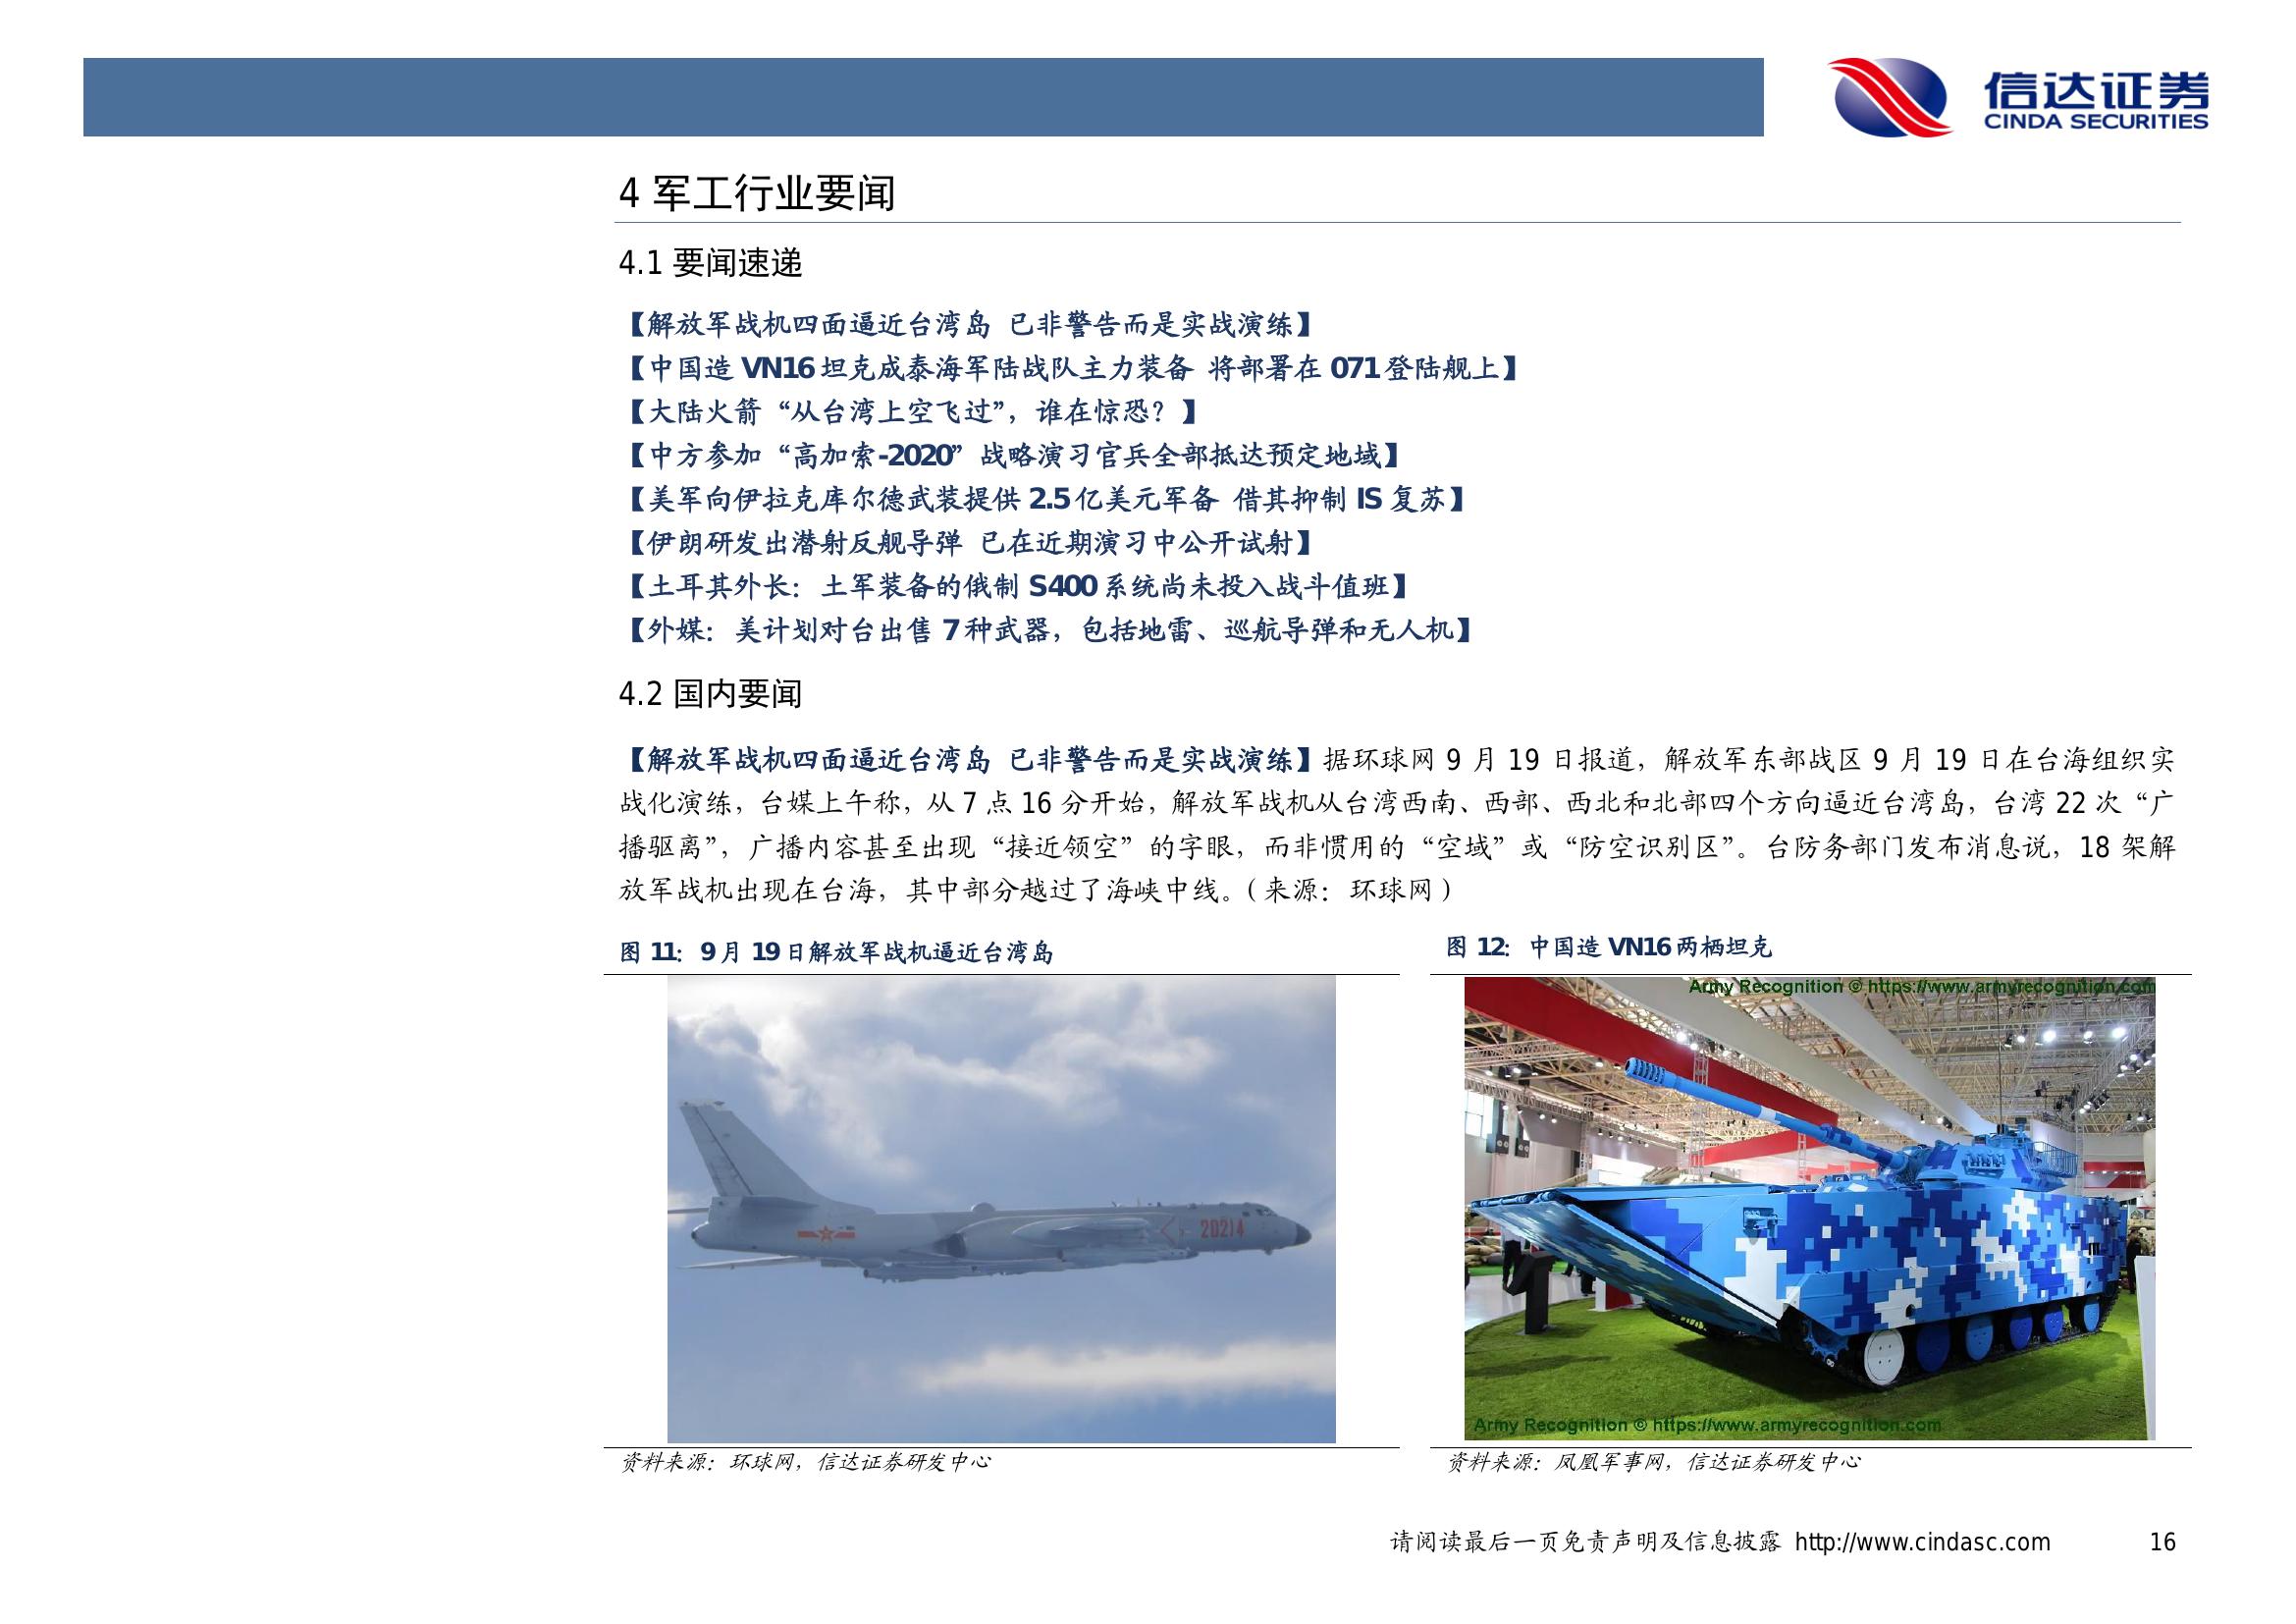 信达证券
CINDA SECURITIES
4 军工行业要闻
4.1 要闻速递
【解放军战机四面逼近台湾岛 已非警告而是实战演练】
【中国造 VN16 坦克成泰海军陆战队主力装备 将部署在 071 登陆舰上】
【大陆火箭“从台湾上空飞过”，谁在惊恐？】
【中方参加“高加索-2020”战略演习官兵全部抵达预定地域】
【美军向伊拉克库尔德武装提供 2.5 亿美元军备 借其抑制 IS 复苏】
【伊朗研发出潜射反舰导弹 已在近期演习中公开试射】
【土耳其外长：土军装备的俄制 S400 系统尚未投入战斗值班】
【外媒：美计划对台出售 7 种武器，包括地雷、巡航导弹和无人机】
4.2 国内要闻
【解放军战机四面逼近台湾岛 已非警告而是实战演练】据环球网 9 月 19 日报道，解放军东部战区 9 月 19 日在台海组织实
战化演练，台媒上午称，从 7 点 16 分开始，解放军战机从台湾西南、西部、西北和北部四个方向逼近台湾岛，台湾 22 次“广
播驱离”，广播内容甚至出现“接近领空”的字眼，而非惯用的“空域”或“防空识别区”。台防务部门发布消息说，18 架解
放军战机出现在台海，其中部分越过了海峡中线。（来源：环球网）
图 11：9 月 19 日解放军战机逼近台湾岛
20214
资料来源：环球网，信达证券研发中心
图 12：中国造 VN16 两栖坦克
Army Recognition © https://www.armyrecognition.com
Army Recognition © https://www.armyrecognition.com
资料来源：凤凰军事网，信达证券研发中心
请阅读最后一页免责声明及信息披露 http://www.cindasc.com 16